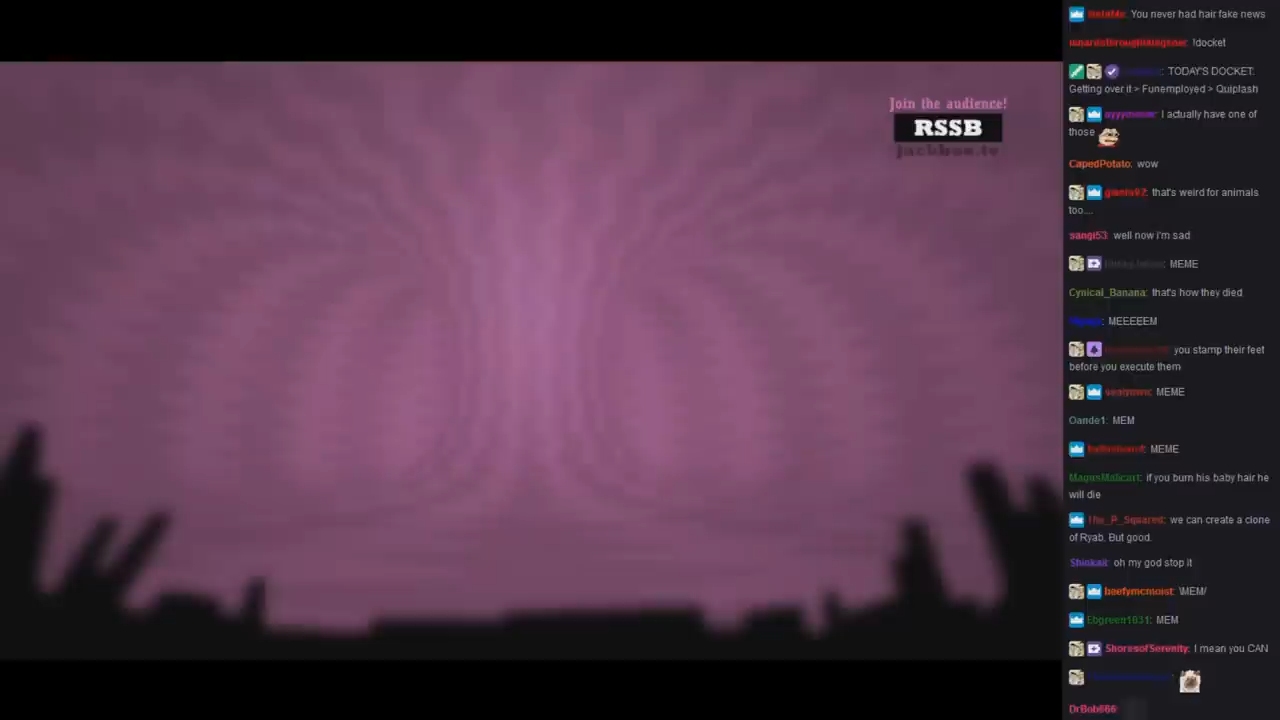 Join the audience!
RSSB
jackbox.tv
You never had hair fake news
!docket
TODAY'S DOCKET:
Getting over it > Funemployed > Quiplash
I actually have one of
those
CapedPotato: wow
that's weird for animals
too...
sangi53: well now i'm sad
MEME
Cynical_Banana: that's how they died
MEEEEEM
you stamp their feet
before you execute them
MEME
Oande1: MEM
MEME
MagusMalicart: if you burn his baby hair he
will die
The_P_Squared: we can create a clone
of Ryab. But good.
Shinkait: oh my god stop it
beefymcmoist: \MEM/
Ebgreen1031: MEM
ShoresofSerenity: I mean you CAN
DrBob666